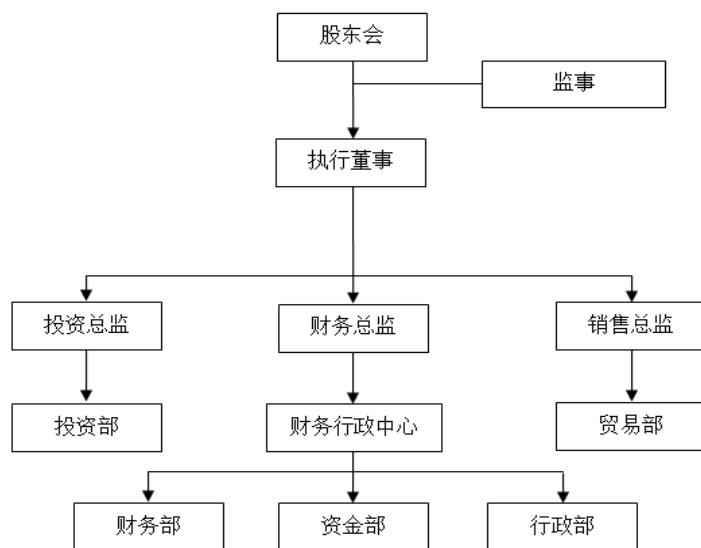 股东会
监事
执行董事
投资总监
财务总监
销售总监
投资部
财务行政中心
贸易部
财务部
资金部
行政部